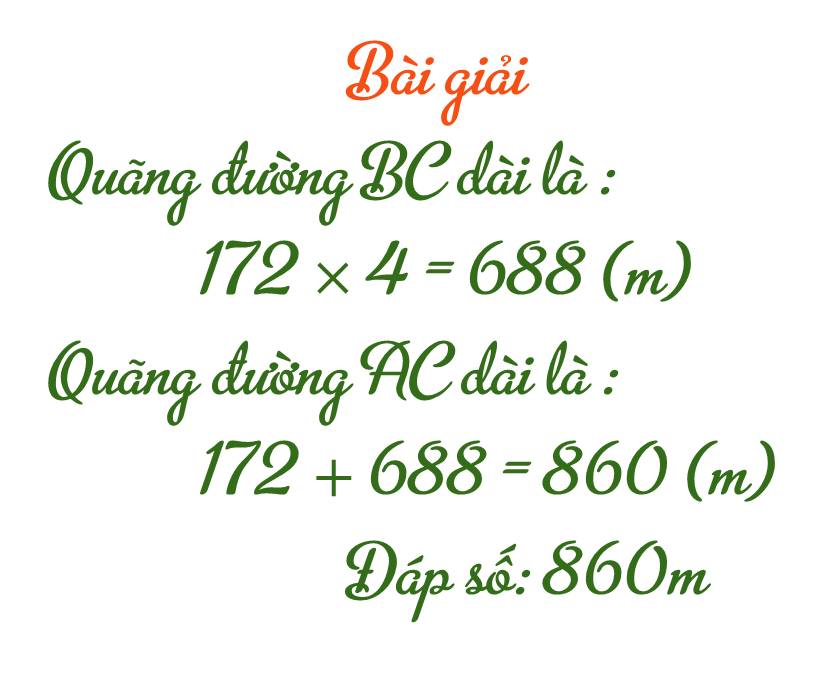 Bài giải
Quãng đường BC dài là :
172 × 4 = 688 (m)
Quãng đường AC dài là :
172 + 688 = 860 (m)
Đáp số: 860m